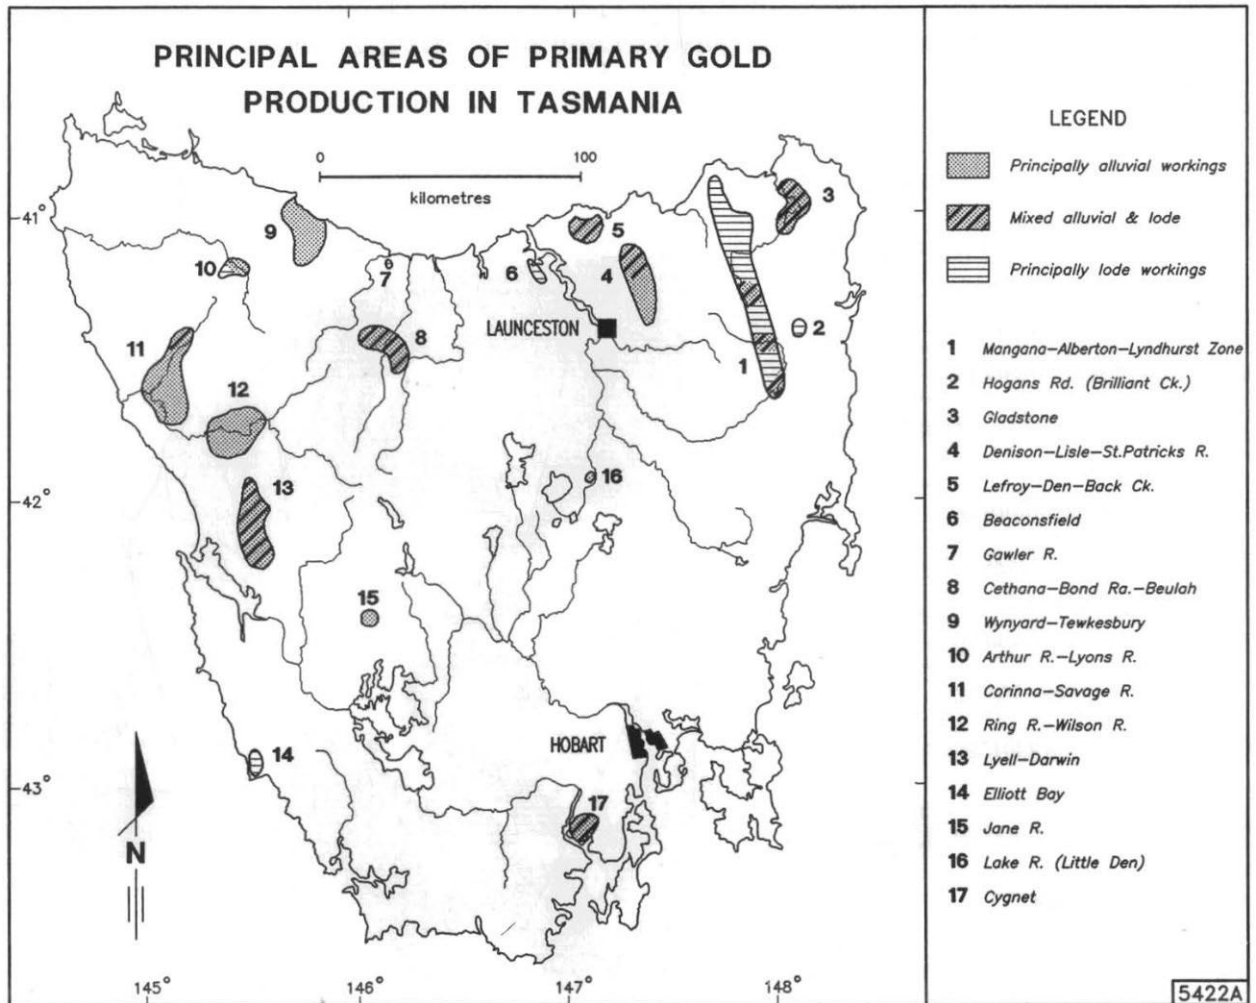 PRINCIPAL AREAS OF PRIMARY GOLD
PRODUCTION IN TASMANIA
0 100
kilometres
41°
42°
43°
145° 146° 147° 148°
3
9
5
10
7
6
4
LAUNCESTON
2
11
8
1
12
13
16
15
14
HOBART
17
N
LEGEND
Principally alluvial workings
Mixed alluvial & lode
Principally lode workings
1 Mangana-Alberton-Lyndhurst Zone
2 Hogans Rd. (Brilliant Ck.)
3 Gladstone
4 Denison-Lisle-St.Patricks R.
5 Lefroy-Den-Back Ck.
6 Beaconsfield
7 Gawler R.
8 Cethana-Bond Ra.-Beulah
9 Wynyard-Tewkesbury
10 Arthur R.-Lyons R.
11 Corinna-Savage R.
12 Ring R.-Wilson R.
13 Lyell-Darwin
14 Elliott Bay
15 Jane R.
16 Lake R. (Little Den)
17 Cygnet
5422A